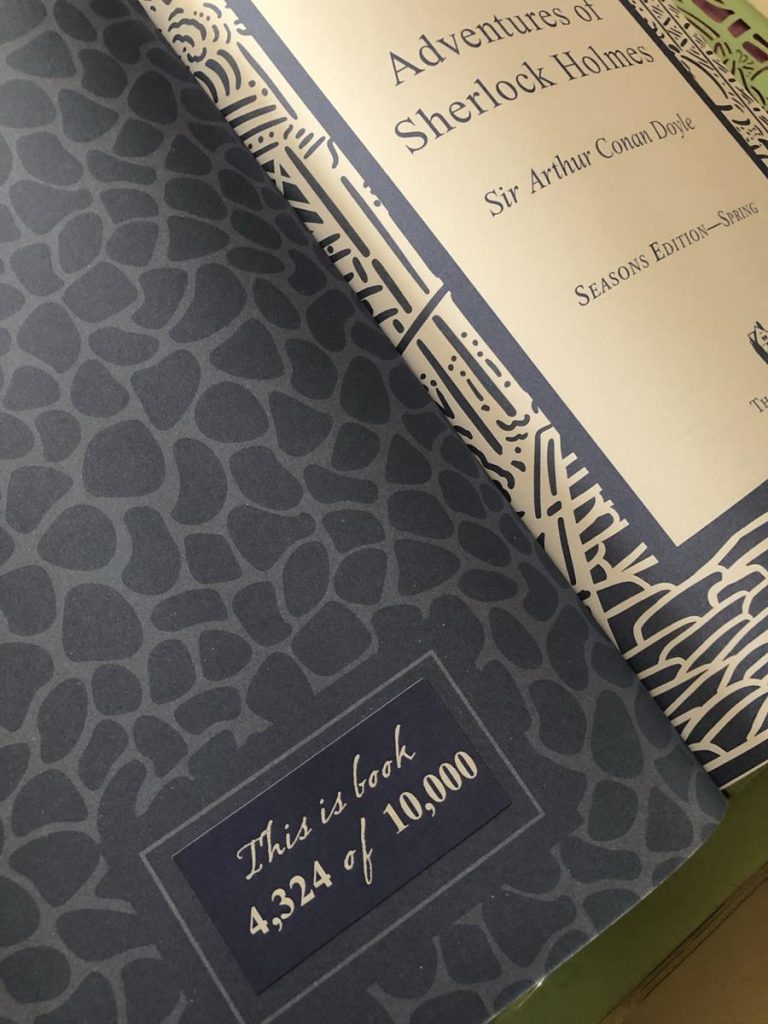 Adventures of
Sherlock Holmes
Sir Arthur Conan Doyle
SEASONS EDITION—SPRING
This is book
4,324 of 10,000